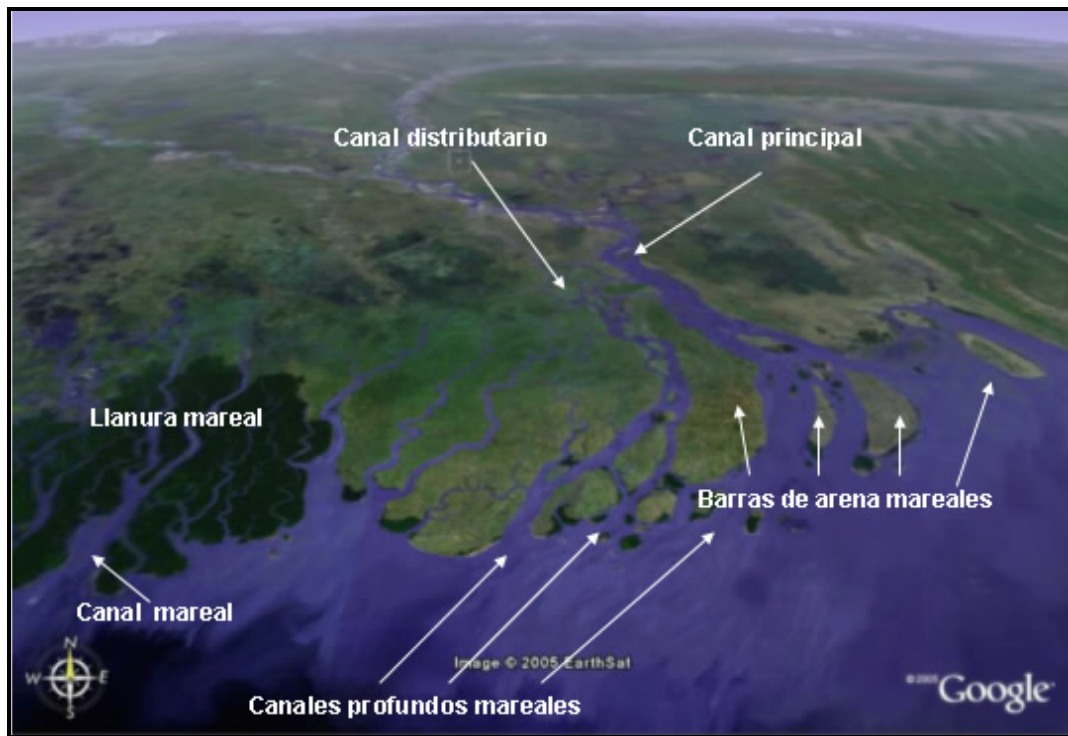 Canal distributario
Canal principal
Llanura mareal
Barras de arena mareales
Canal mareal
N
W E
S
Image © 2005 EarthSat
Canales profundos mareales
©2005 Google